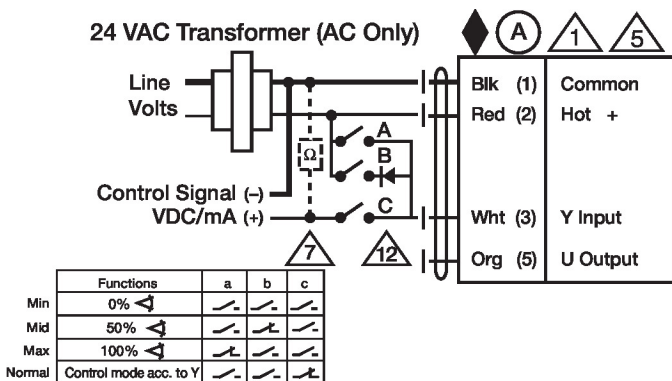 24 VAC Transformer (AC Only)
A
1
5
Line
Volts
Blk (1) Common
Red (2) Hot +
A
B
Ω
Control Signal (–)
VDC/mA (+)
C
Wht (3) Y Input
7
12
Org (5) U Output
Functions a b c
Min 0%
Mid 50%
Max 100%
Normal Control mode acc. to Y